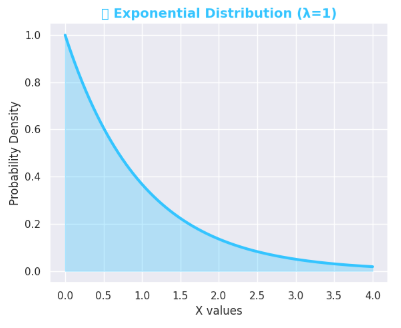 Exponential Distribution (λ=1)
Probability Density
1.0
0.8
0.6
0.4
0.2
0.0
0.0 0.5 1.0 1.5 2.0 2.5 3.0 3.5 4.0
X values